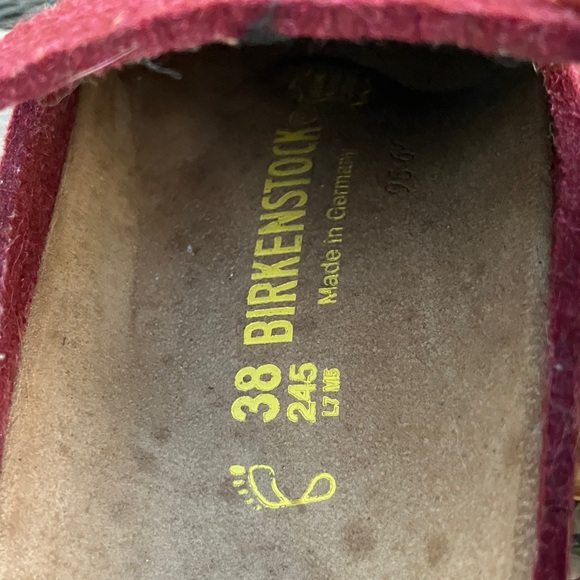 BIRKENSTOCK
Made in Germany
38
245
L7 M5